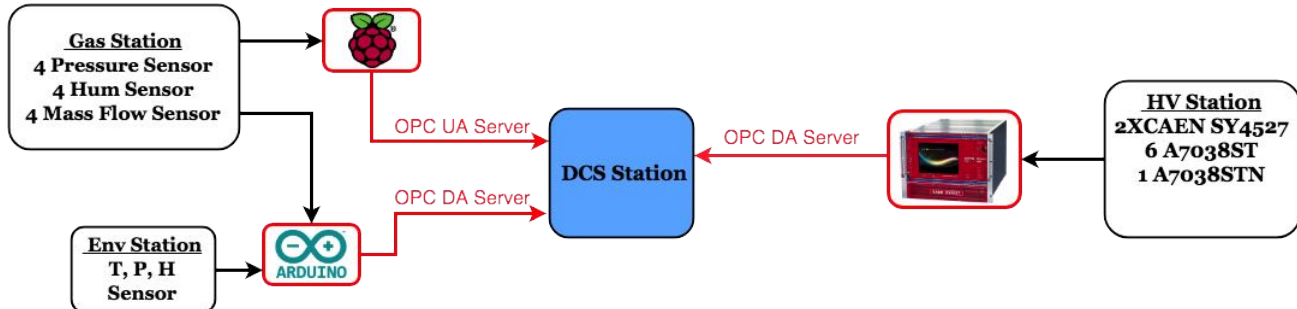 Gas Station
4 Pressure Sensor
4 Hum Sensor
4 Mass Flow Sensor
OPC UA Server
OPC DA Server
DCS Station
OPC DA Server
HV Station
2XCAEN SY4527
6 A7038ST
1 A7038STN
Env Station
T, P, H
Sensor
ARDUINO